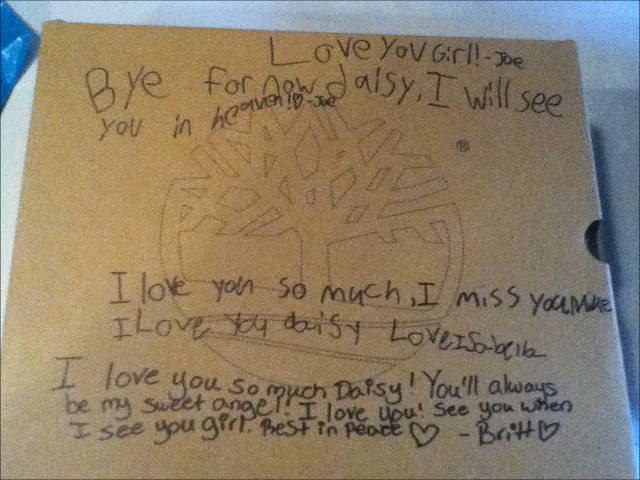 Love you Girl! -Joe
Bye for now daisy, I will see
you in heaven!♡ -Joe
®
I love you so much, I miss you,
I Love you daisy Love Isabella
I love you so much Daisy! You'll always
be my sweet angel! I love you! See you when
I see you girl. Rest in Peace ♡ - Britt ♡